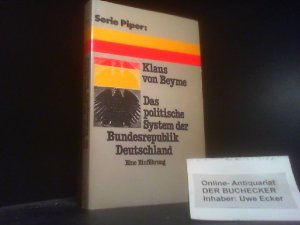 Serie Piper:
Klaus
von Beyme
Das
politische
System der
Bundesrepublik
Deutschland
Eine Einführung
Online- Antiquariat
DER BUCHECKER
Inhaber: Uwe Ecker